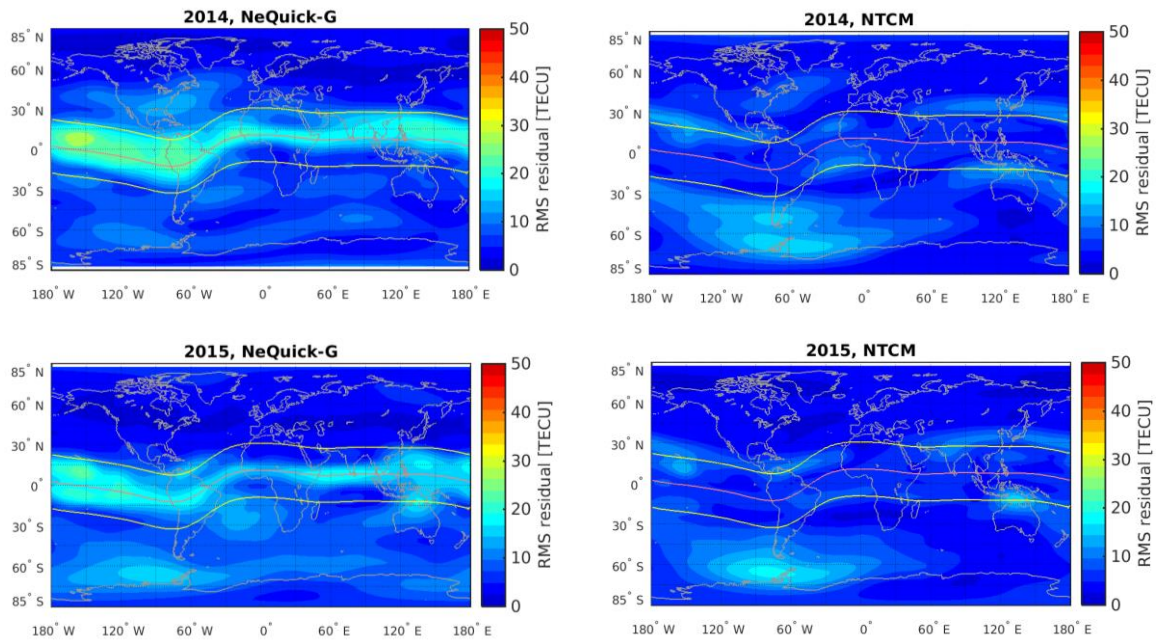 2014, NeQuick-G
85° N
60° N
30° N
0°
30° S
60° S
85° S
180° W
120° W
60° W
0°
60° E
120° E
180° E
50
40
30
20
10
0
RMS residual [TECU]
2014, NTCM
85° N
60° N
30° N
0°
30° S
60° S
85° S
180° W
120° W
60° W
0°
60° E
120° E
180° E
50
40
30
20
10
0
RMS residual [TECU]
2015, NeQuick-G
85° N
60° N
30° N
0°
30° S
60° S
85° S
180° W
120° W
60° W
0°
60° E
120° E
180° E
50
40
30
20
10
0
RMS residual [TECU]
2015, NTCM
85° N
60° N
30° N
0°
30° S
60° S
85° S
180° W
120° W
60° W
0°
60° E
120° E
180° E
50
40
30
20
10
0
RMS residual [TECU]